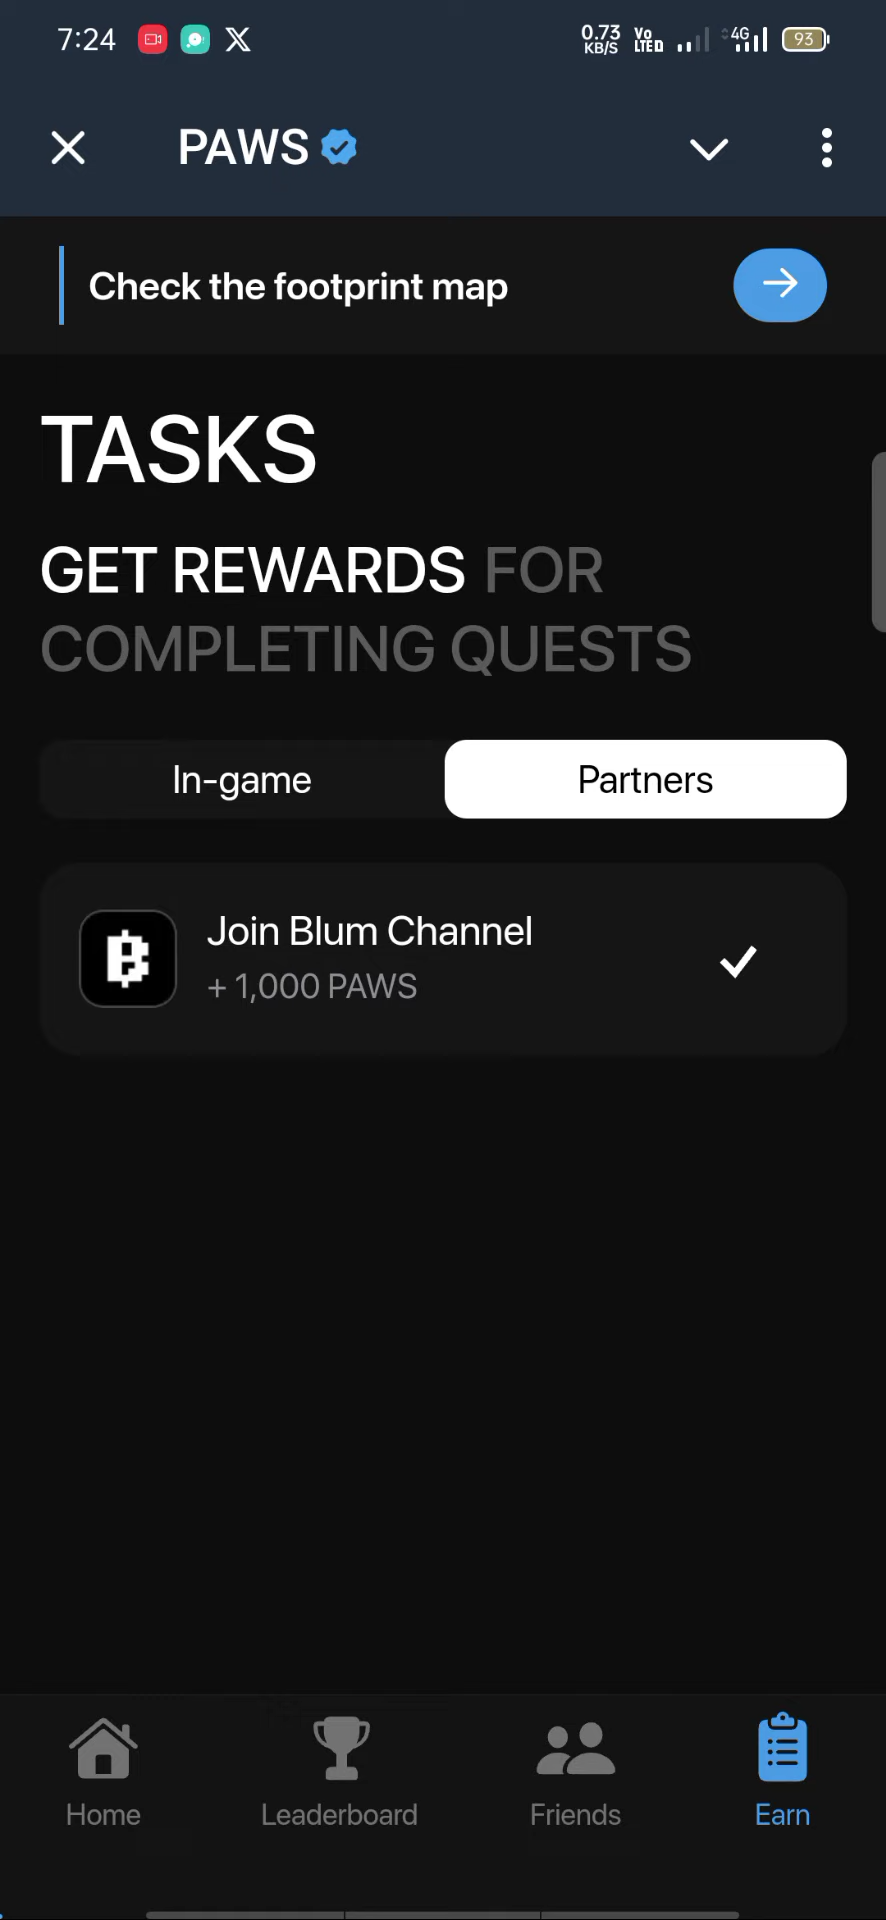 7:24
0.73
KB/S
Vo
LTED
4G
93
PAWS
Check the footprint map
TASKS
GET REWARDS FOR
COMPLETING QUESTS
In-game
Partners
Join Blum Channel
+ 1,000 PAWS
Home
Leaderboard
Friends
Earn